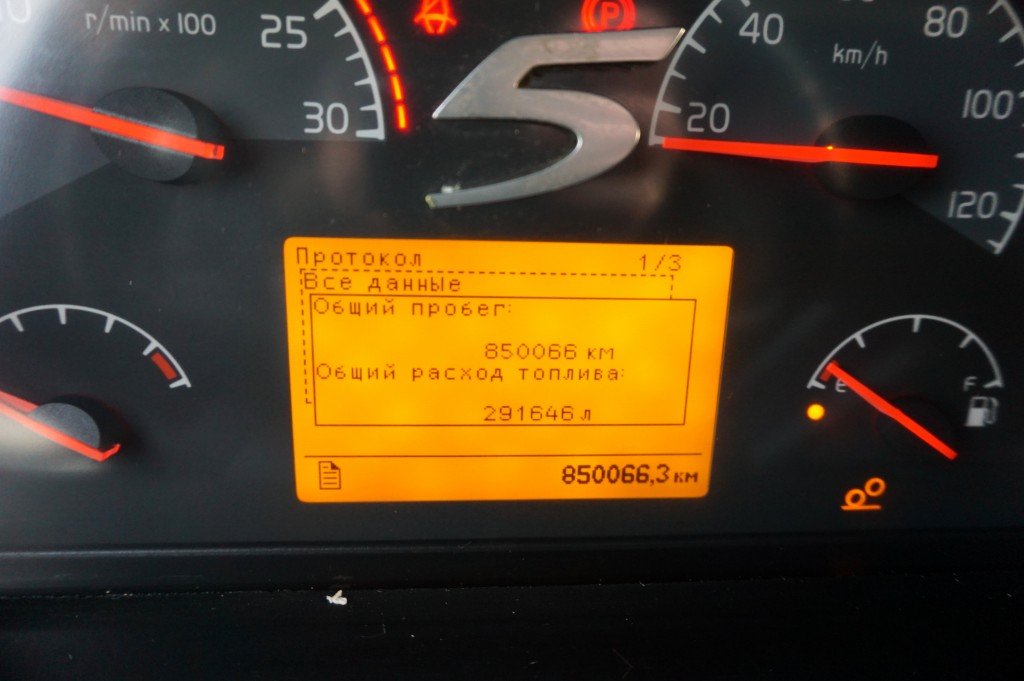 r/min x 100
25
30
5
P
40
80
km/h
20
100
120
Протокол 1/3
Все данные
Общий пробег:
850066 км
Общий расход топлива:
291646 л
850066,3 км
E
F